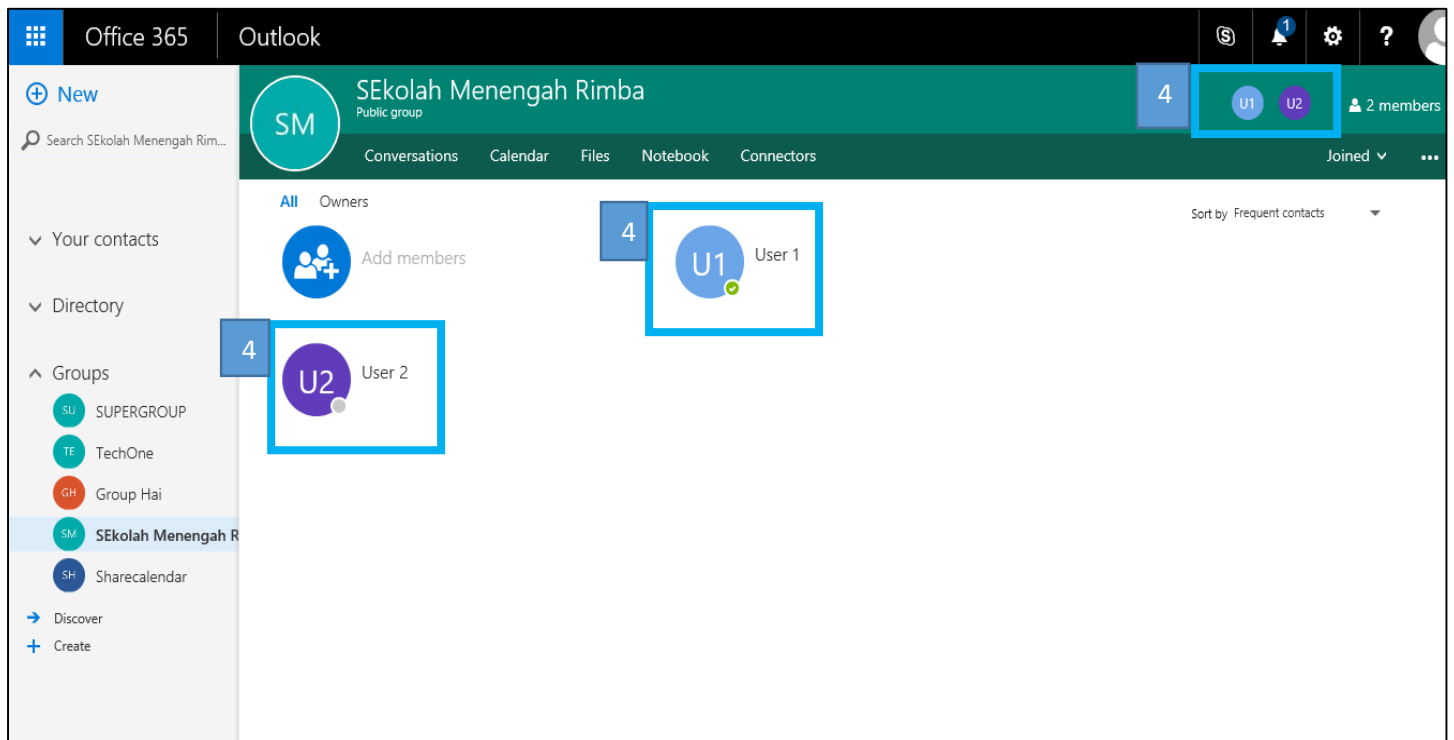 Office 365 Outlook
S 1 ?
New
Search SEkolah Menengah Rim...
Your contacts
Directory
Groups
SU SUPERGROUP
TE TechOne
GH Group Hai
SM SEkolah Menengah R
SH Sharecalendar
Discover
Create
SM
SEkolah Menengah Rimba
Public group
4 U1 U2 2 members
Conversations Calendar Files Notebook Connectors Joined
All Owners
Sort by Frequent contacts
Add members
4 U1 User 1
4 U2 User 2